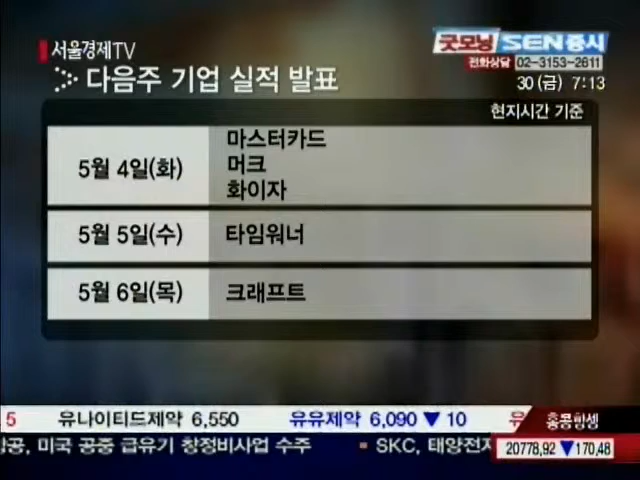 서울경제TV
굿모닝 SEN증시
전화상담 02-3153-2611
다음주 기업 실적 발표
30(금) 7:13
현지시간 기준
5월 4일(화)
마스터카드
머크
화이자
5월 5일(수)
타임워너
5월 6일(목)
크래프트
5 유나이티드제약 6,550 유유제약 6,090 ▼ 10 유
홍콩항셍
항공, 미국 공중 급유기 창정비사업 수주 ▪ SKC, 태양전지
20778,92 ▼170,48